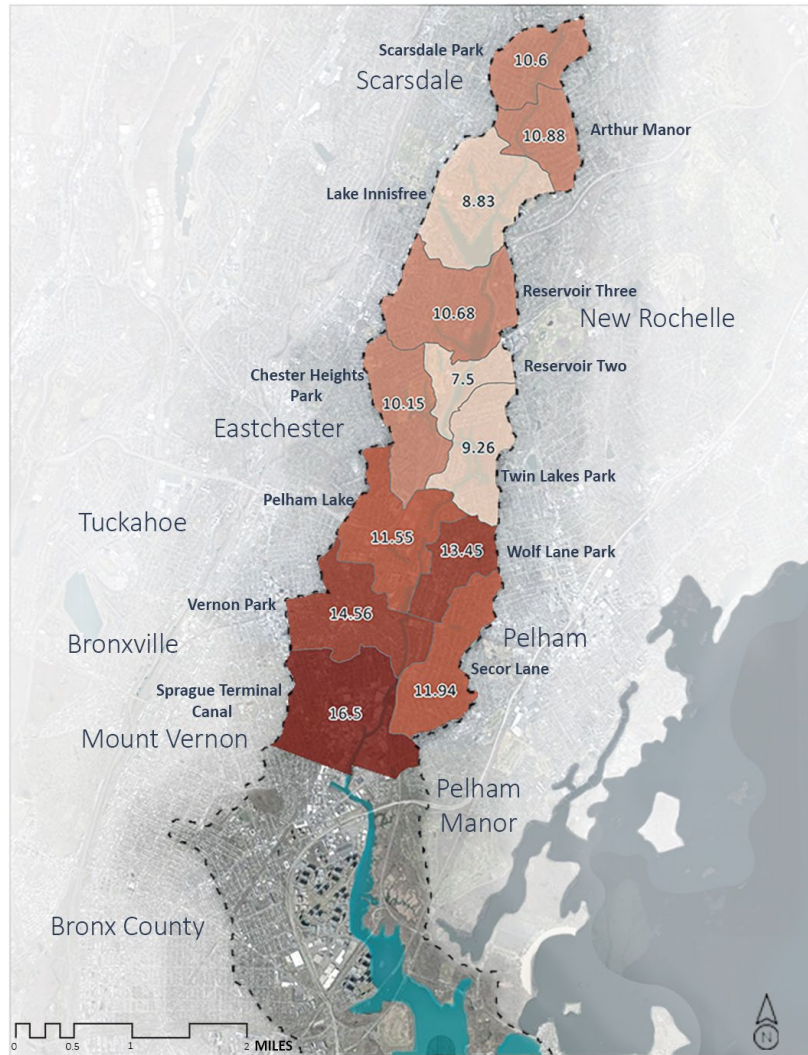 Scarsdale Park
Scarsdale
10.6
10.88
Arthur Manor
Lake Innisfree
8.83
Reservoir Three
10.68
New Rochelle
Reservoir Two
Chester Heights
Park
7.5
10.15
Eastchester
9.26
Twin Lakes Park
Pelham Lake
Tuckahoe
11.55
13.45
Wolf Lane Park
Vernon Park
14.56
Bronxville
Pelham
Secor Lane
Sprague Terminal
Canal
11.94
16.5
Mount Vernon
Pelham
Manor
Bronx County
0
0.5
1
2
MILES
N